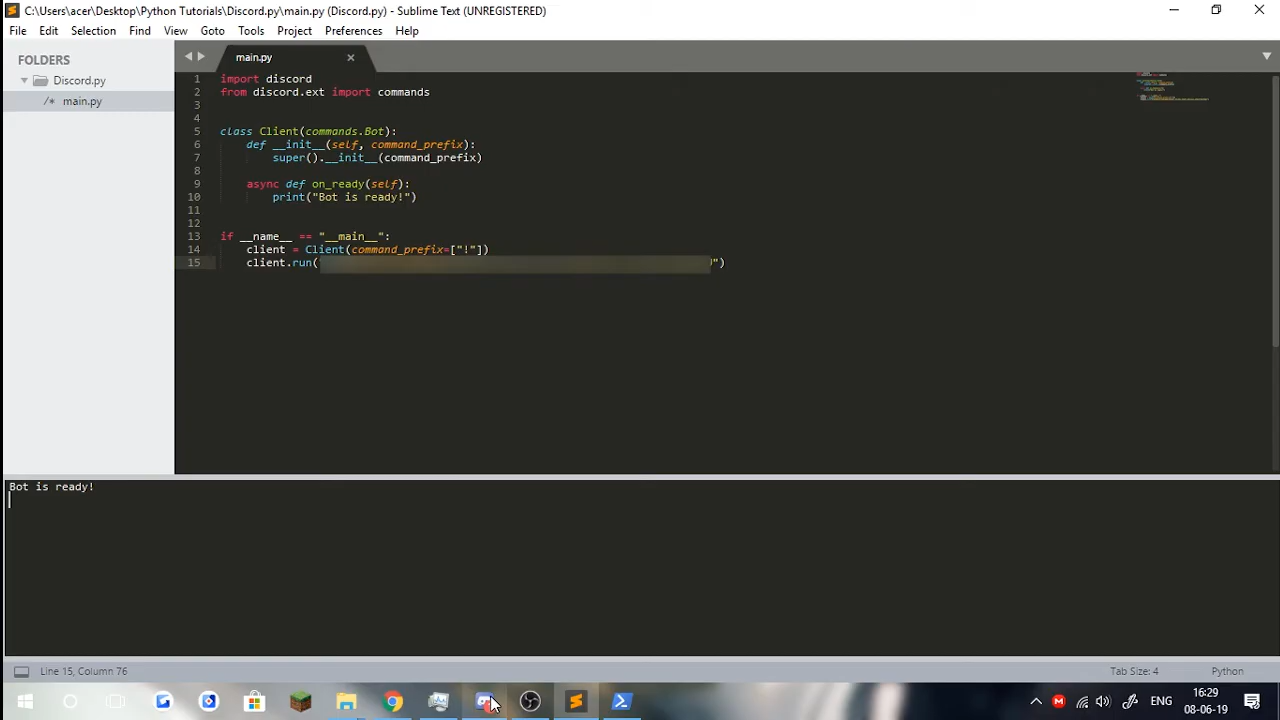 C:\Users\acer\Desktop\Python Tutorials\Discord.py\main.py (Discord.py) - Sublime Text (UNREGISTERED)
File Edit Selection Find View Goto Tools Project Preferences Help
FOLDERS
Discord.py
/* main.py
main.py
1 import discord
2 from discord.ext import commands
3
4
5 class Client(commands.Bot):
6 def __init__(self, command_prefix):
7 super().__init__(command_prefix)
8
9 async def on_ready(self):
10 print("Bot is ready!")
11
12
13 if __name__ == "__main__":
14 client = Client(command_prefix=["!"])
15 client.run( ")
Bot is ready!
Line 15, Column 76
Tab Size: 4
Python
ENG
16:29
08-06-19